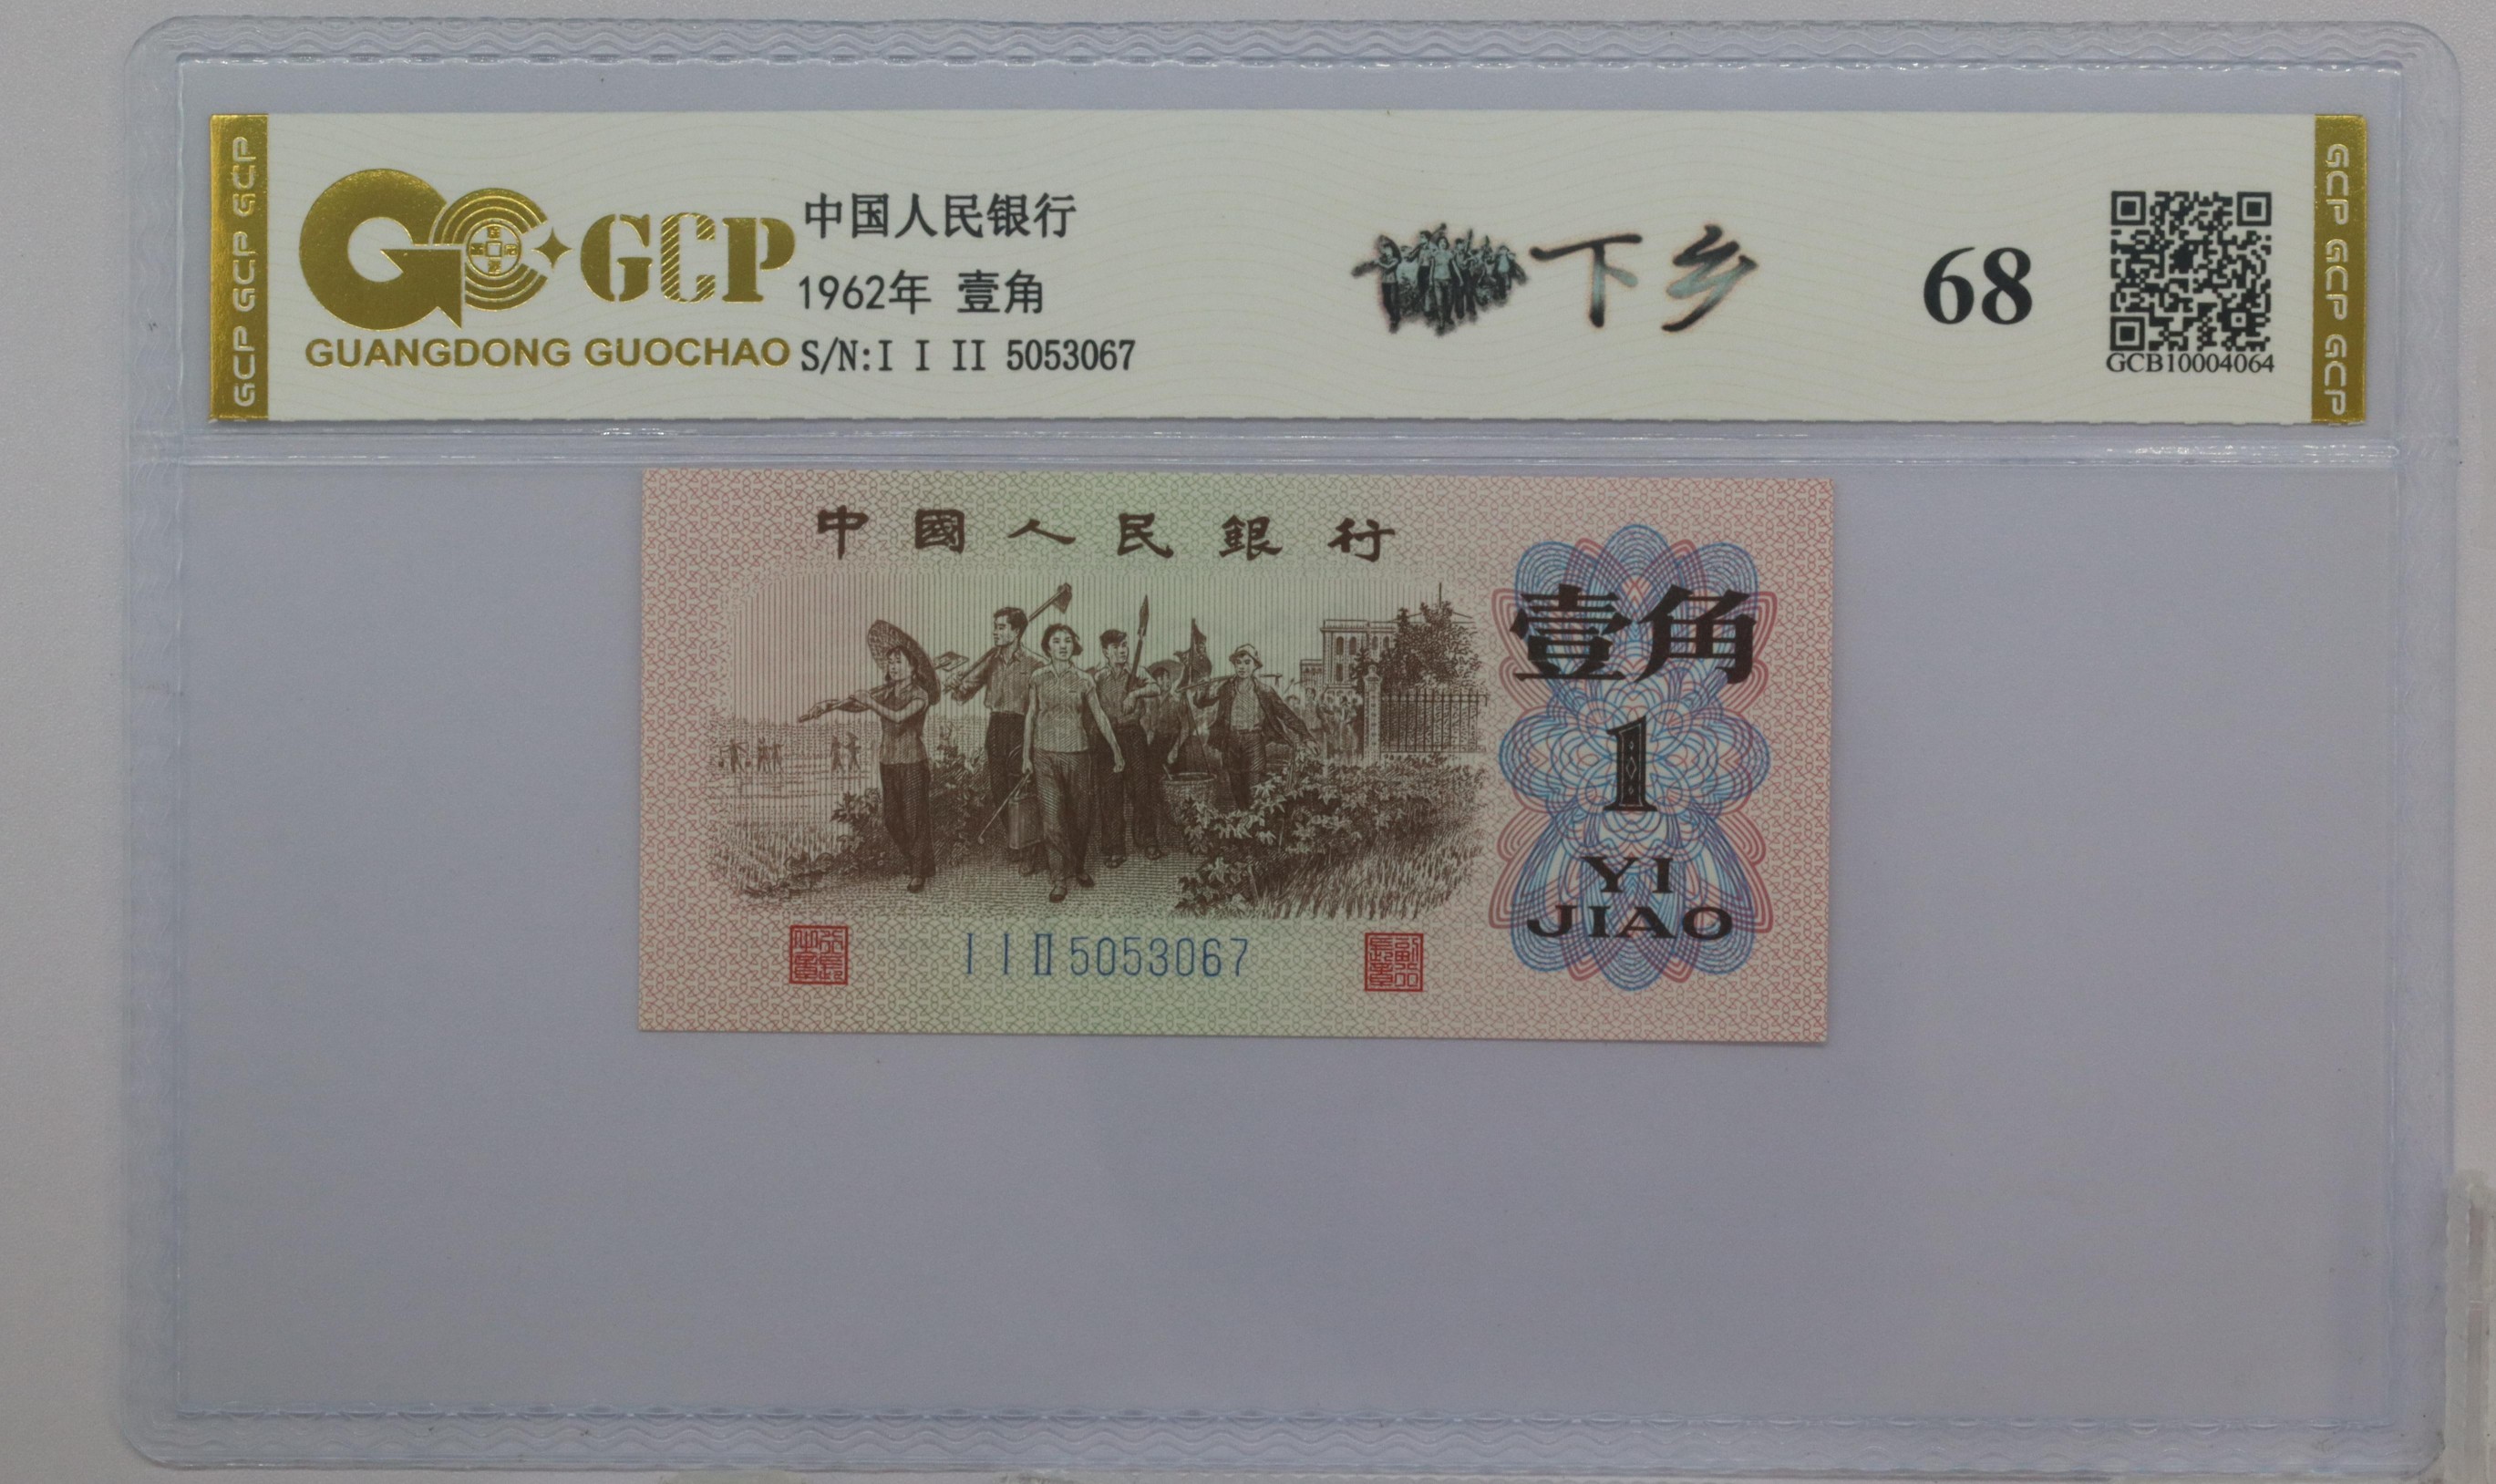 GCP GCP GCP GCP
GCP
GUANGDONG GUOCHAO
中国人民银行
1962年 壹角
S/N:I I II 5053067
下乡
68
GCB10004064
GCP GCP GCP GCP
中國人民銀行
壹角
1
YI
JIAO
I I II 5053067